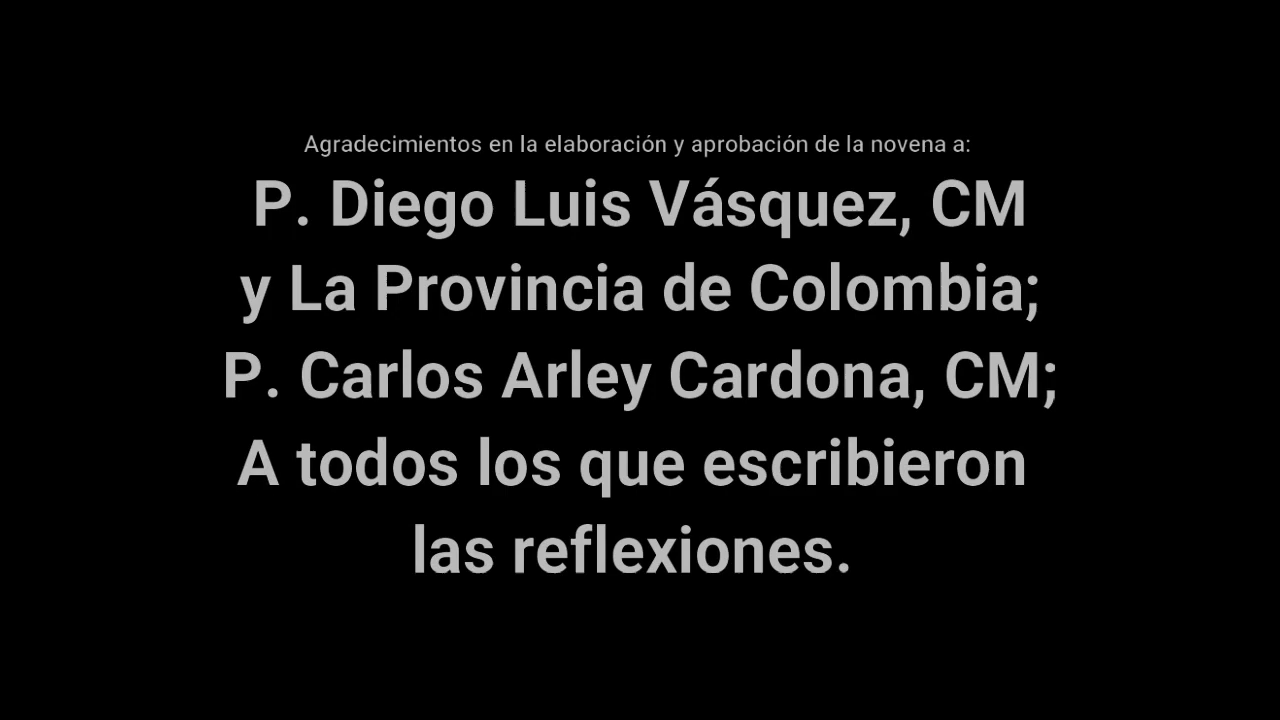 Agradecimientos en la elaboración y aprobación de la novena a:
P. Diego Luis Vásquez, CM
y La Provincia de Colombia;
P. Carlos Arley Cardona, CM;
A todos los que escribieron
las reflexiones.